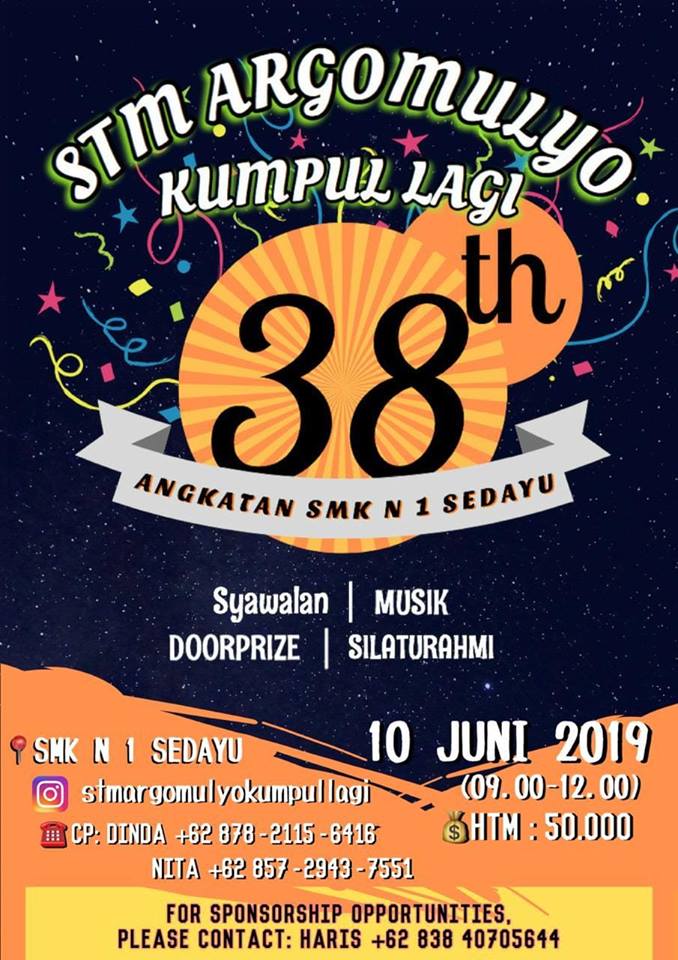 STM ARGOMULYO
KUMPUL LAGI
38th
ANGKATAN SMK N 1 SEDAYU
Syawalan | MUSIK
DOORPRIZE | SILATURAHMI
SMK N 1 SEDAYU
10 JUNI 2019
stmargomulyokumpullagi
(09.00-12.00)
CP: DINDA +62 878-2115-6416
HTM : 50.000
NITA +62 857-2943-7551
FOR SPONSORSHIP OPPORTUNITIES,
PLEASE CONTACT: HARIS +62 838 40705644